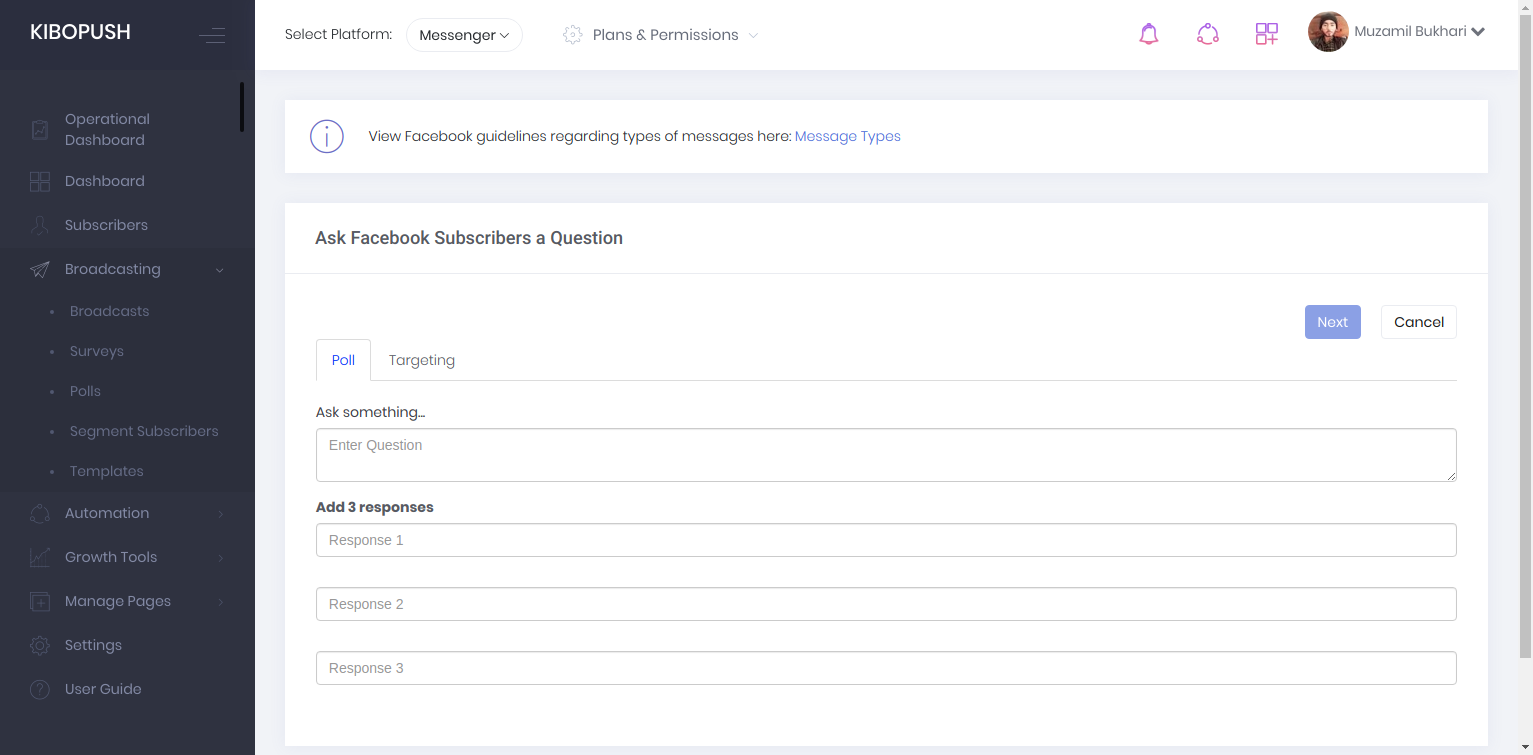 KIBOPUSH
Select Platform:
Messenger
Plans & Permissions
Muzamil Bukhari
Operational
Dashboard
Dashboard
Subscribers
Broadcasting
Broadcasts
Surveys
Polls
Segment Subscribers
Templates
Automation
Growth Tools
Manage Pages
Settings
User Guide
View Facebook guidelines regarding types of messages here: Message Types
Ask Facebook Subscribers a Question
Next
Cancel
Poll
Targeting
Ask something...
Enter Question
Add 3 responses
Response 1
Response 2
Response 3